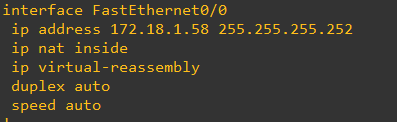 interface FastEthernet0/0
 ip address 172.18.1.58 255.255.255.252
 ip nat inside
 ip virtual-reassembly
 duplex auto
 speed auto